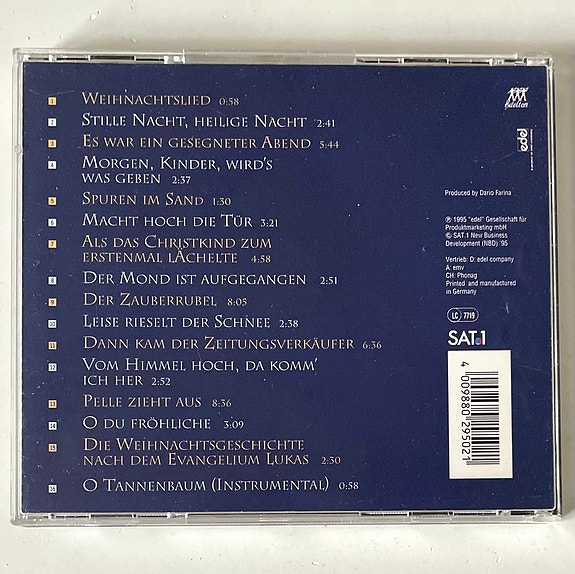 1 Weihnachtslied 0:58
2 Stille Nacht, heilige Nacht 2:41
3 Es war ein gesegneter Abend 5:44
4 Morgen, Kinder, wird's
was geben 2:37
5 Spuren im Sand 1:30
6 Macht hoch die Tür 3:21
7 Als das Christkind zum
erstenmal lÄchelte 4:58
8 Der Mond ist aufgegangen 2:51
9 Der Zauberrubel 8:05
10 Leise rieselt der Schnee 2:38
11 Dann kam der Zeitungsverkäufer 6:36
12 Vom Himmel hoch, da komm'
ich her 2:52
13 Pelle zieht aus 8:36
14 O du fröhliche 3:09
15 Die Weihnachtsgeschichte
nach dem Evangelium Lukas 2:30
16 O Tannenbaum (Instrumental) 0:58
edelton
edel
Produced by Dario Farina
℗ 1995 "edel" Gesellschaft für
Produktmarketing mbH
© SAT.1 New Business
Development (NBD) '95
Vertrieb: D: edel company
A: emv
CH: Phonag
Printed and manufactured
in Germany
LC 7719
SAT.1
4 009880 295021